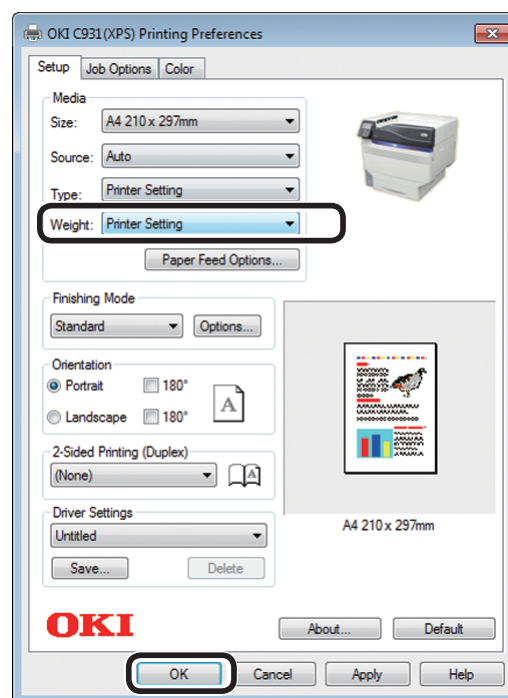 OKI C931(XPS) Printing Preferences
Setup Job Options Color
Media
Size: A4 210 x 297mm
Source: Auto
Type: Printer Setting
Weight: Printer Setting
Paper Feed Options...
Finishing Mode
Standard Options...
Orientation
Portrait 180°
Landscape 180°
A
2-Sided Printing (Duplex)
(None)
A
Driver Settings
Untitled
Save... Delete
A4 210 x 297mm
OKI
About... Default
OK Cancel Apply Help